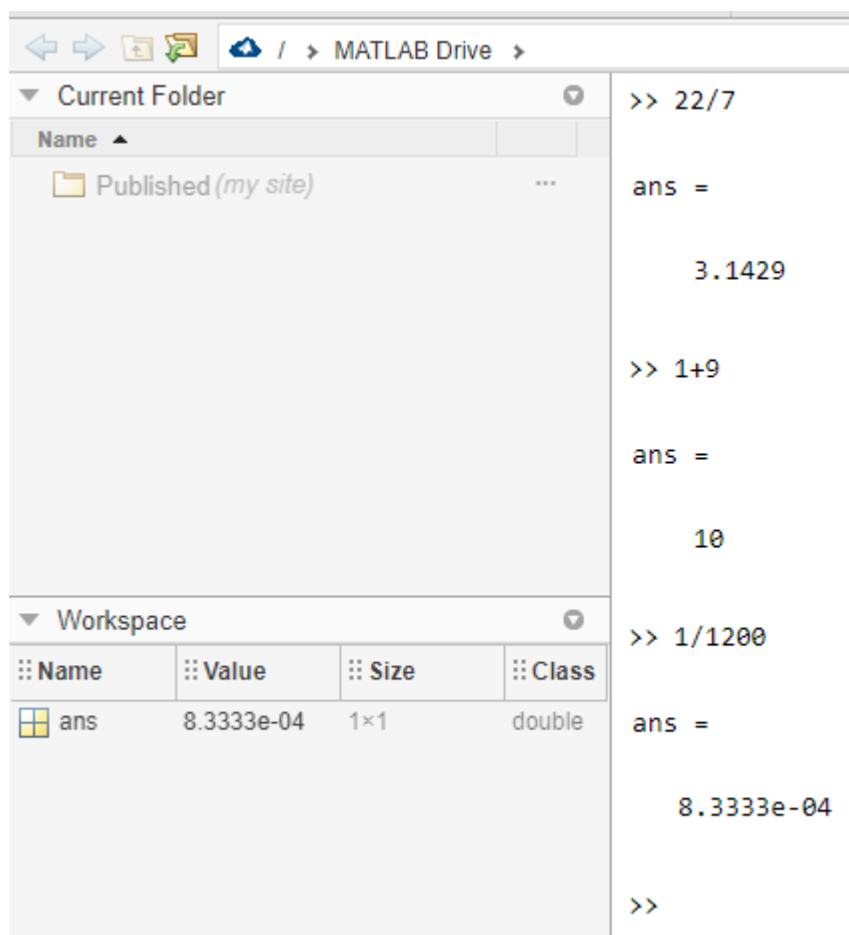 / > MATLAB Drive >
Current Folder
Name
Published (my site) ...
Workspace
Name Value Size Class
ans 8.3333e-04 1×1 double
>> 22/7
ans =
3.1429
>> 1+9
ans =
10
>> 1/1200
ans =
8.3333e-04
>>